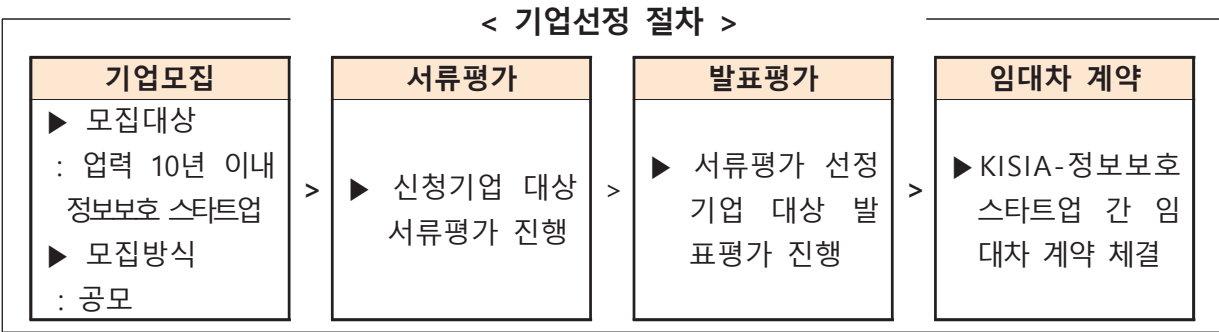 < 기업선정 절차 >
기업모집
▶ 모집대상
: 업력 10년 이내
정보보호 스타트업
▶ 모집방식
: 공모
>
서류평가
▶ 신청기업 대상
서류평가 진행
>
발표평가
▶ 서류평가 선정
기업 대상 발
표평가 진행
>
임대차 계약
▶KISIA-정보보호
스타트업 간 임
대차 계약 체결